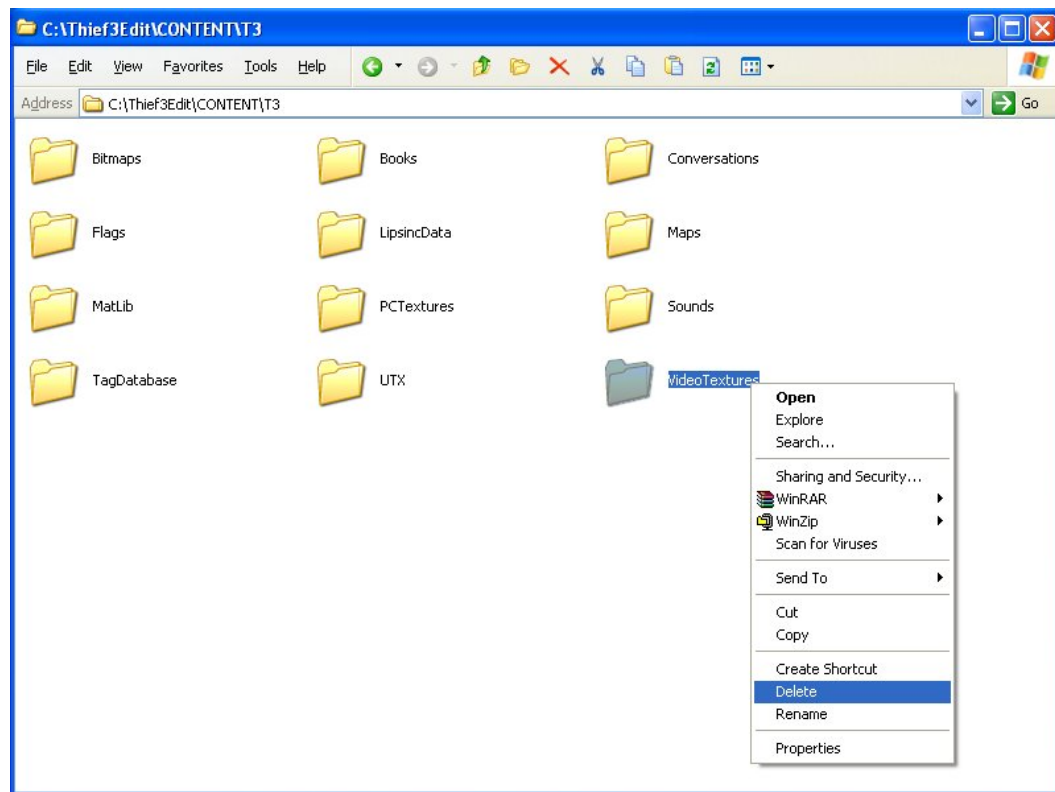 C:\Thief3Edit\CONTENT\T3
File Edit View Favorites Tools Help
Address C:\Thief3Edit\CONTENT\T3 Go
Bitmaps Books Conversations
Flags LipsincData Maps
MatLib PCTextures Sounds
TagDatabase UTX VideoTextures
Open
Explore
Search...
Sharing and Security...
WinRAR
WinZip
Scan for Viruses
Send To
Cut
Copy
Create Shortcut
Delete
Rename
Properties